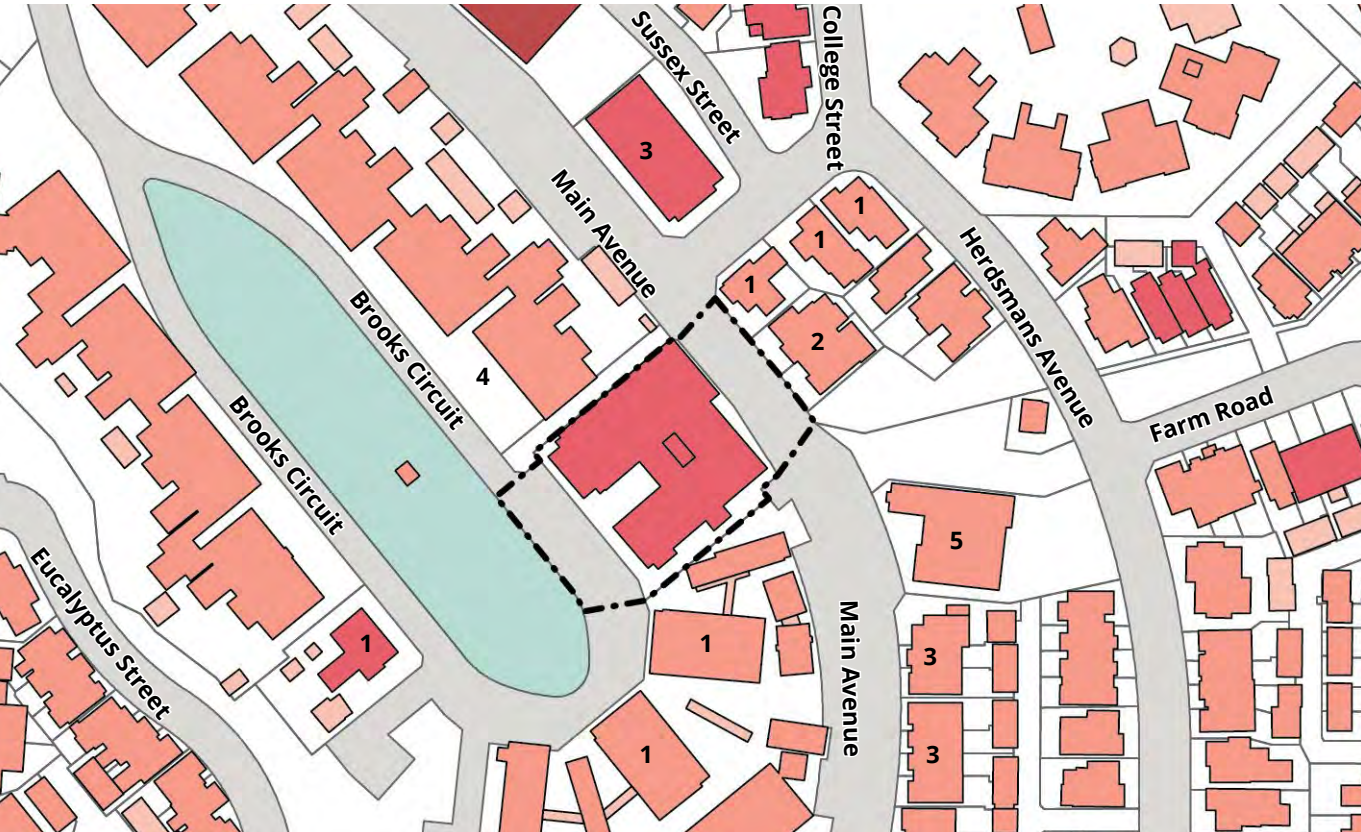 Sussex Street
College Street
3
Main Avenue
1
1
1
2
Herdsmans Avenue
Brooks Circuit
4
Farm Road
Brooks Circuit
5
Eucalyptus Street
1
1
Main Avenue
3
1
3